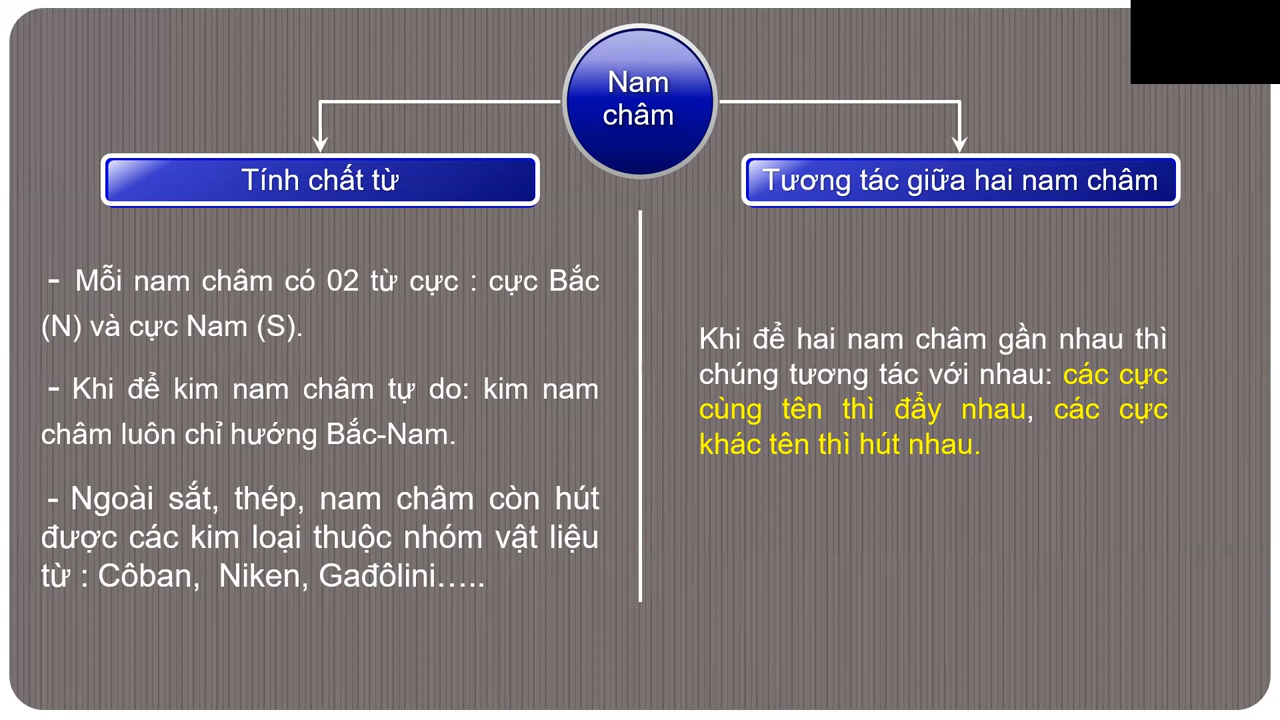 Nam
châm
Tính chất từ
- Mỗi nam châm có 02 từ cực : cực Bắc
(N) và cực Nam (S).
- Khi để kim nam châm tự do: kim nam
châm luôn chỉ hướng Bắc-Nam.
- Ngoài sắt, thép, nam châm còn hút
được các kim loại thuộc nhóm vật liệu
từ : Côban, Niken, Gađôlini…..
Tương tác giữa hai nam châm
Khi để hai nam châm gần nhau thì
chúng tương tác với nhau: các cực
cùng tên thì đẩy nhau, các cực
khác tên thì hút nhau.